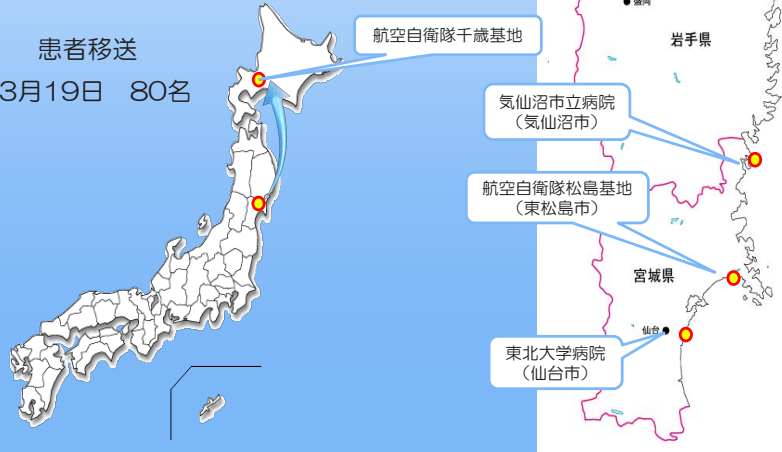 患者移送
3月19日　80名
航空自衛隊千歳基地
盛岡
岩手県
気仙沼市立病院
（気仙沼市）
航空自衛隊松島基地
（東松島市）
宮城県
仙台
東北大学病院
（仙台市）